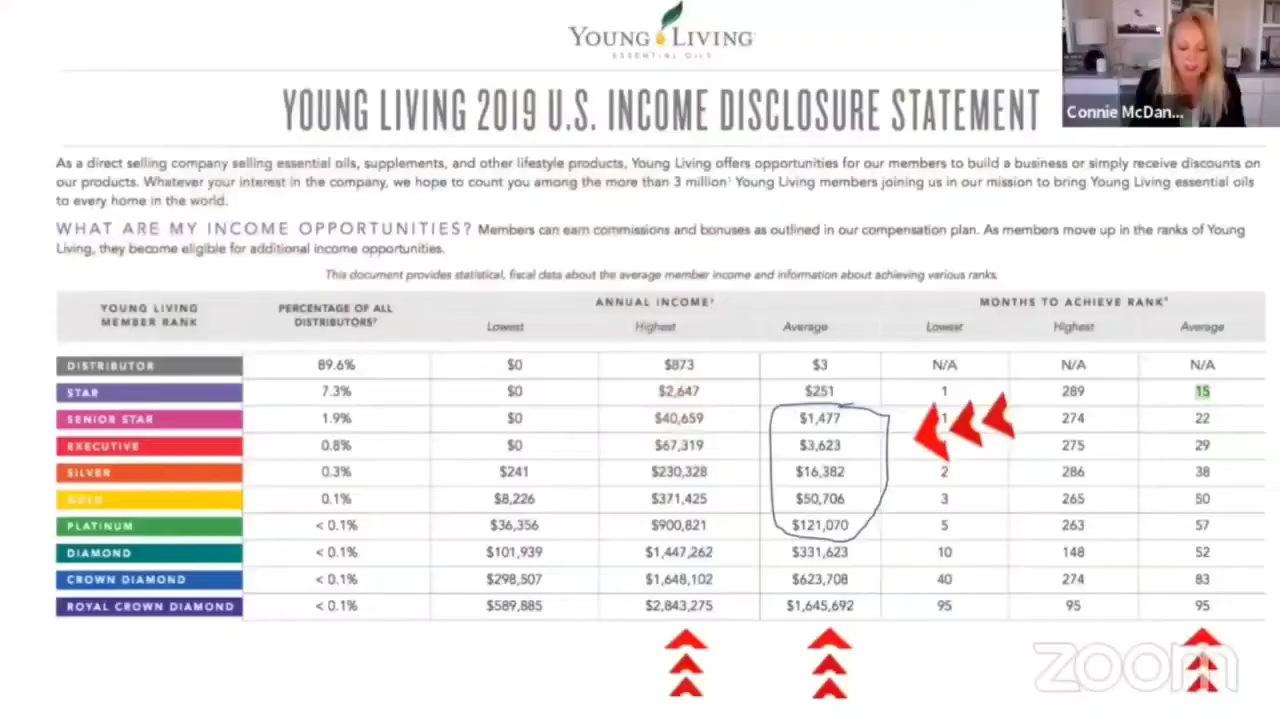 YOUNG LIVING
ESSENTIAL OILS
Connie McDan...
YOUNG LIVING 2019 U.S. INCOME DISCLOSURE STATEMENT
As a direct selling company selling essential oils, supplements, and other lifestyle products, Young Living offers opportunities for our members to build a business or simply receive discounts on
our products. Whatever your interest in the company, we hope to count you among the more than 3 million¹ Young Living members joining us in our mission to bring Young Living essential oils
to every home in the world.
WHAT ARE MY INCOME OPPORTUNITIES? Members can earn commissions and bonuses as outlined in our compensation plan. As members move up in the ranks of Young
Living, they become eligible for additional income opportunities.
This document provides statistical, fiscal data about the average member income and information about achieving various ranks.
YOUNG LIVING MEMBER RANK PERCENTAGE OF ALL DISTRIBUTORS² ANNUAL INCOME³ MONTHS TO ACHIEVE RANK⁴
Lowest Highest Average Lowest Highest Average
DISTRIBUTOR 89.6% $0 $873 $3 N/A N/A N/A
STAR 7.3% $0 $2,647 $251 1 289 15
SENIOR STAR 1.9% $0 $40,659 $1,477 1 274 22
EXECUTIVE 0.8% $0 $67,319 $3,623 275 29
SILVER 0.3% $241 $230,328 $16,382 2 286 38
GOLD 0.1% $8,226 $371,425 $50,706 3 265 50
PLATINUM < 0.1% $36,356 $900,821 $121,070 5 263 57
DIAMOND < 0.1% $101,939 $1,447,262 $331,623 10 148 52
CROWN DIAMOND < 0.1% $298,507 $1,648,102 $623,708 40 274 83
ROYAL CROWN DIAMOND < 0.1% $589,885 $2,843,275 $1,645,692 95 95 95
zoom